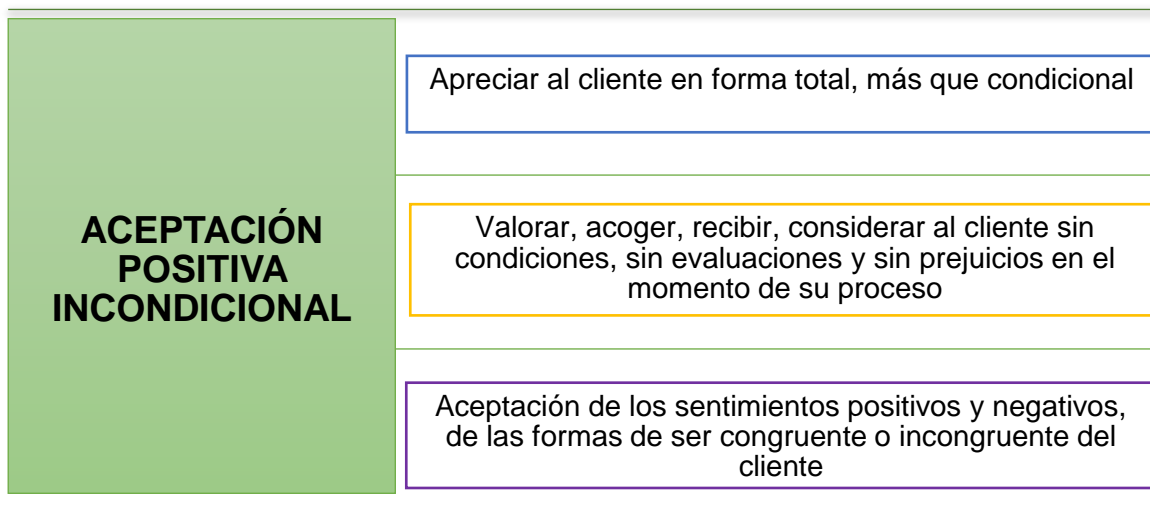 ACEPTACIÓN
POSITIVA
INCONDICIONAL
Apreciar al cliente en forma total, más que condicional
Valorar, acoger, recibir, considerar al cliente sin
condiciones, sin evaluaciones y sin prejuicios en el
momento de su proceso
Aceptación de los sentimientos positivos y negativos,
de las formas de ser congruente o incongruente del
cliente